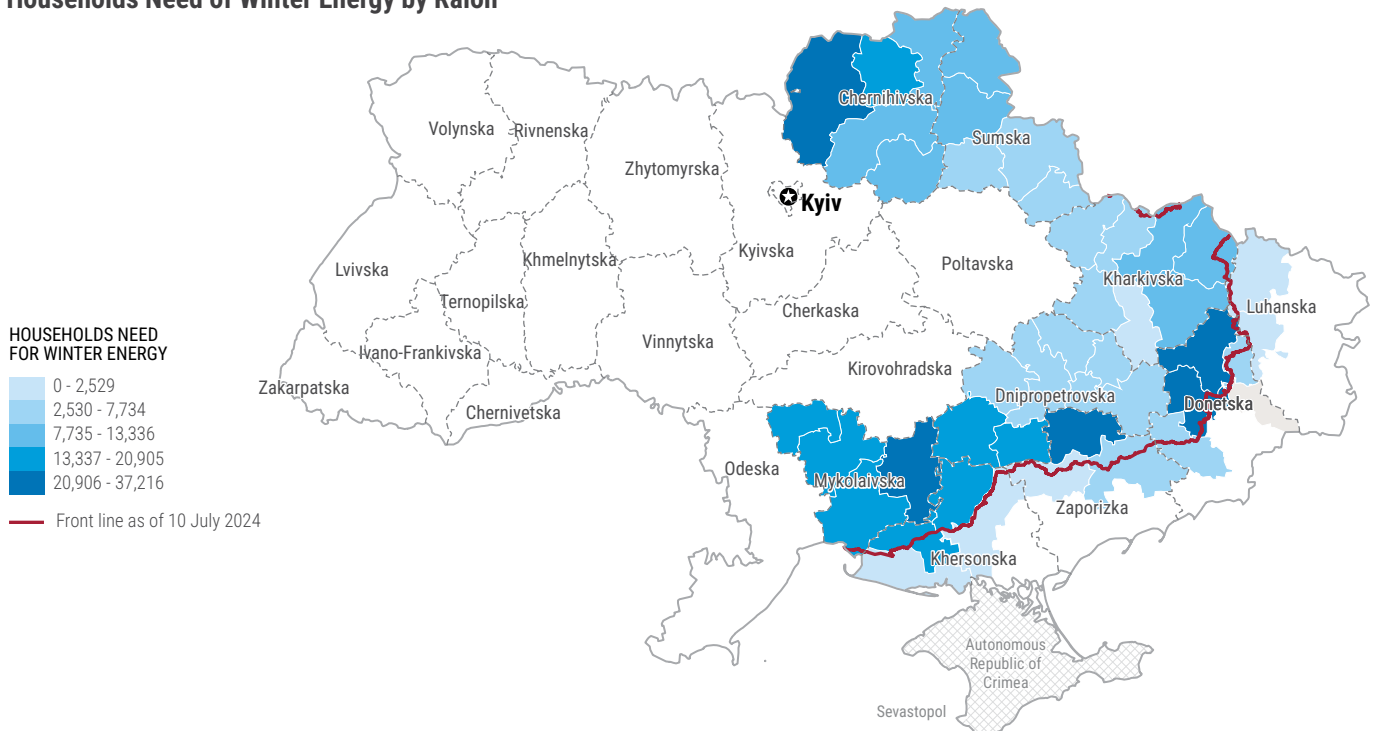 Households Need of Winter Energy by Raion
Chernihivska
Volynska
Rivnenska
Sumska
Zhytomyrska
Kyiv
Kyivska
Khmelnytska
Poltavska
Lvivska
Kharkivska
Ternopilska
Cherkaska
Luhanska
Vinnytska
Ivano-Frankivska
Kirovohradska
Zakarpatska
Dnipropetrovska
Donetska
Chernivetska
Odeska
Mykolaivska
Zaporizka
Khersonska
Autonomous
Republic of
Crimea
Sevastopol
HOUSEHOLDS NEED
FOR WINTER ENERGY
0 - 2,529
2,530 - 7,734
7,735 - 13,336
13,337 - 20,905
20,906 - 37,216
Front line as of 10 July 2024